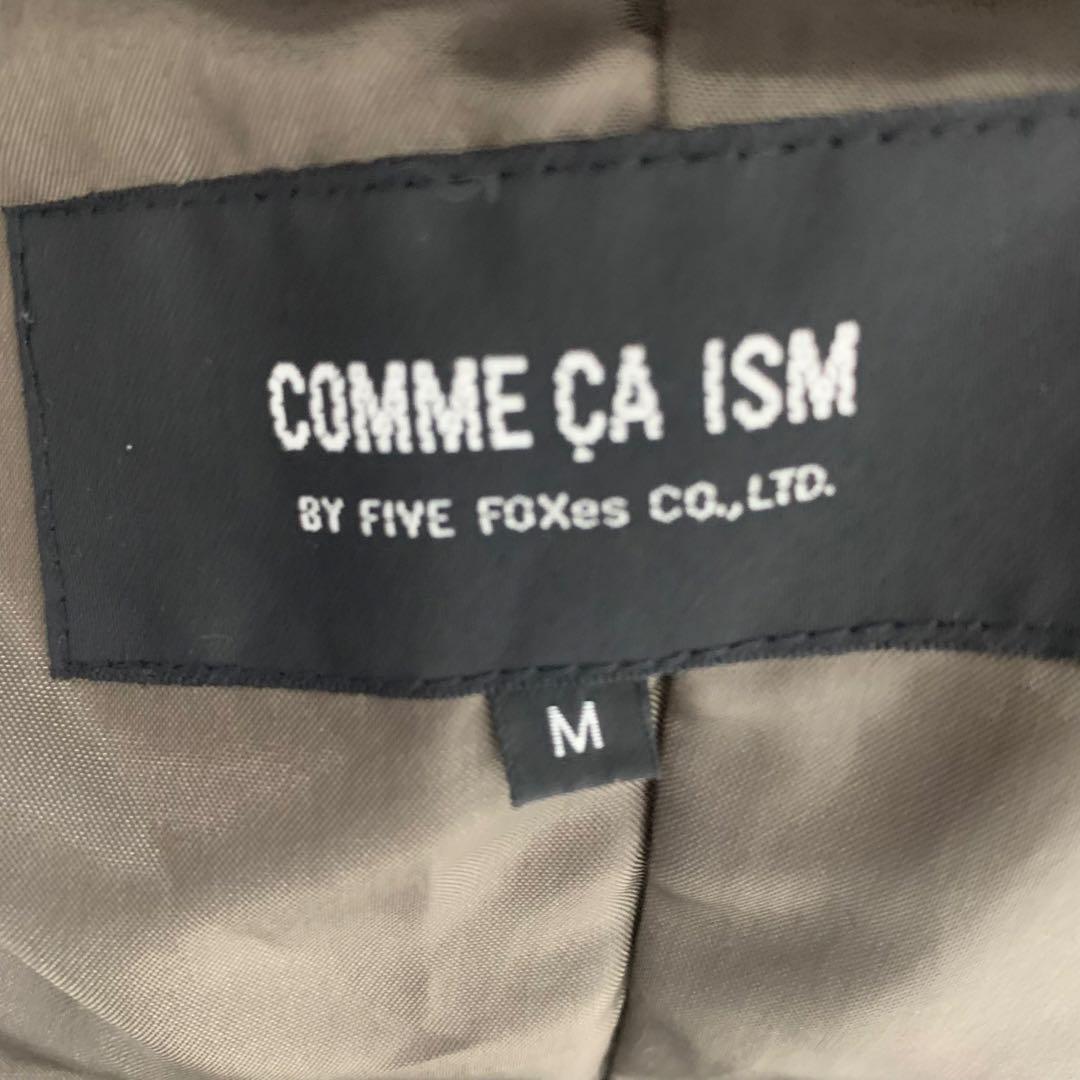 COMME ÇA ISM
BY FIVE FOXes CO.,LTD.
M